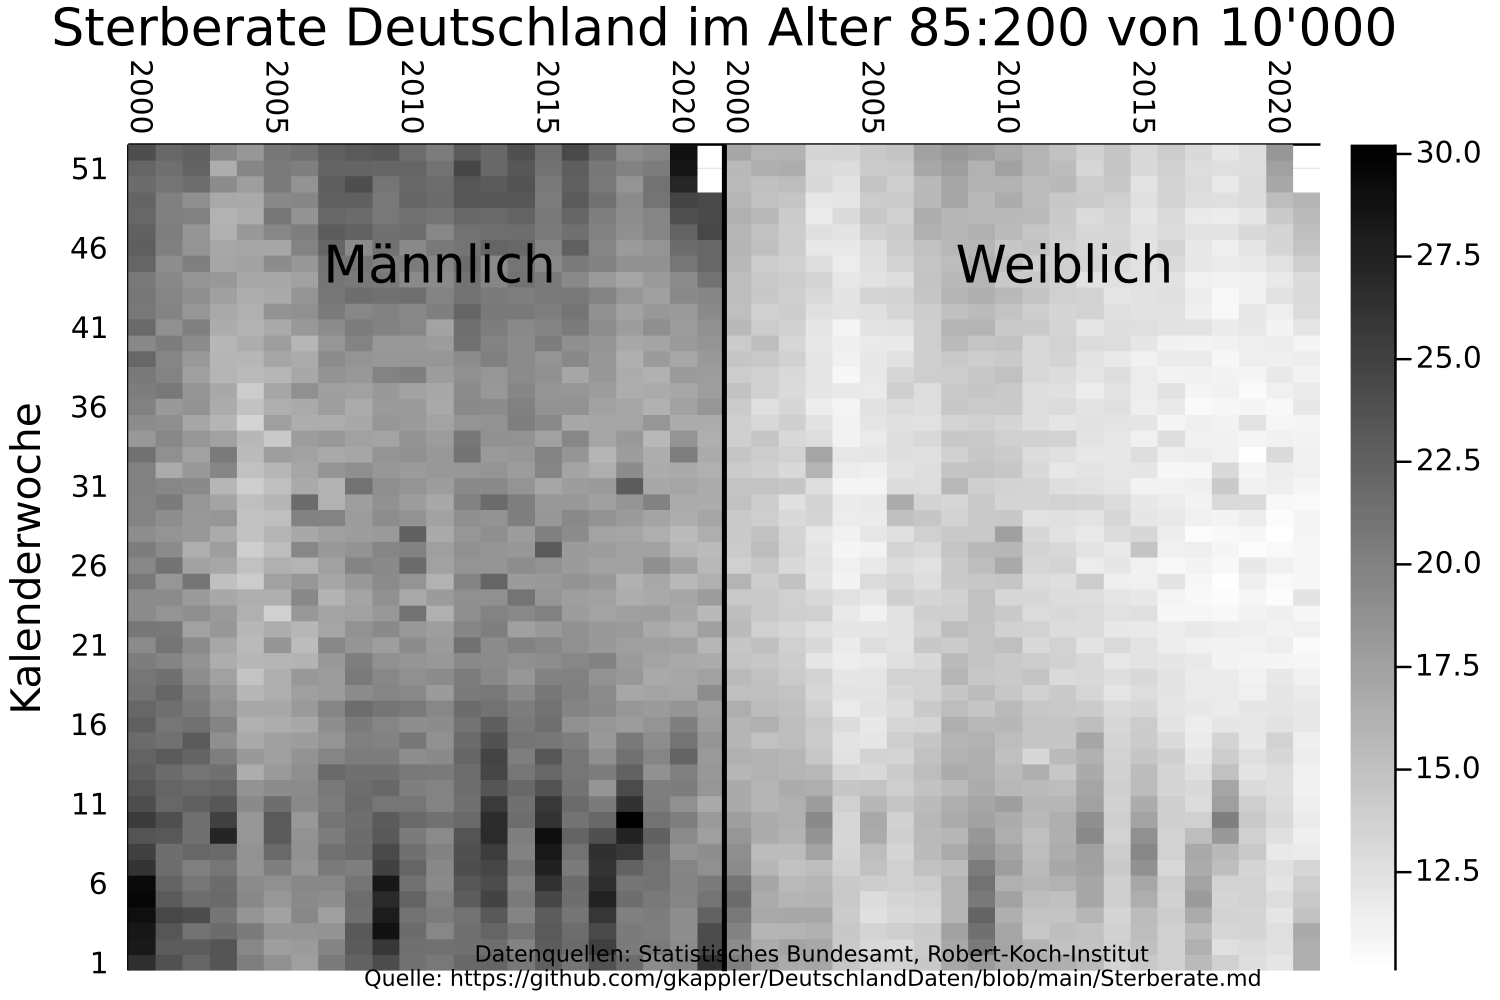 Sterberate Deutschland im Alter 85:200 von 10'000
2000 2005 2010 2015 2020 2000 2005 2010 2015 2020
51
46
41
36
31
26
21
16
11
6
1
Kalenderwoche
Männlich
Weiblich
30.0
27.5
25.0
22.5
20.0
17.5
15.0
12.5
Datenquellen: Statistisches Bundesamt, Robert-Koch-Institut
Quelle: https://github.com/gkappler/DeutschlandDaten/blob/main/Sterberate.md